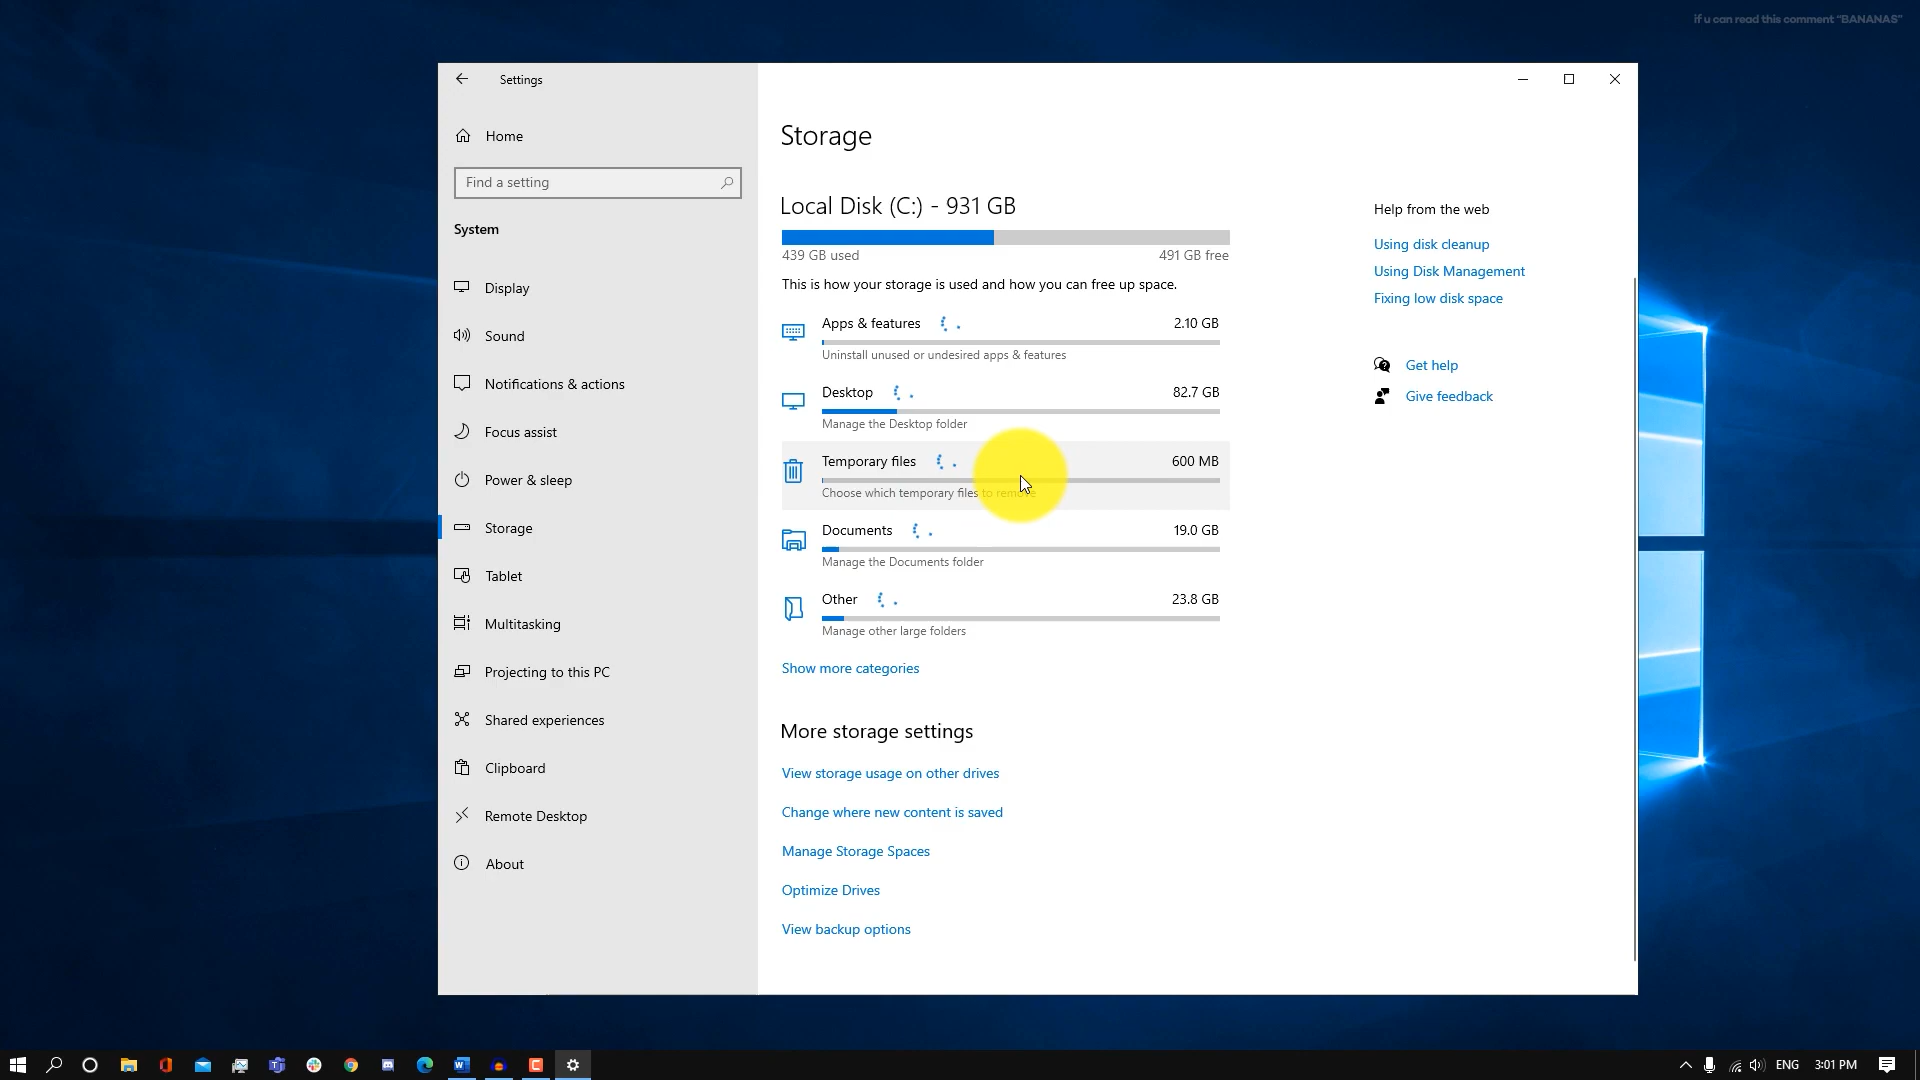 if u can read this comment "BANANAS"
Settings
Home
Find a setting
System
Display
Sound
Notifications & actions
Focus assist
Power & sleep
Storage
Tablet
Multitasking
Projecting to this PC
Shared experiences
Clipboard
Remote Desktop
About
Storage
Local Disk (C:) - 931 GB
439 GB used 491 GB free
This is how your storage is used and how you can free up space.
Apps & features 2.10 GB
Uninstall unused or undesired apps & features
Desktop 82.7 GB
Manage the Desktop folder
Temporary files 600 MB
Choose which temporary files to remove
Documents 19.0 GB
Manage the Documents folder
Other 23.8 GB
Manage other large folders
Show more categories
More storage settings
View storage usage on other drives
Change where new content is saved
Manage Storage Spaces
Optimize Drives
View backup options
Help from the web
Using disk cleanup
Using Disk Management
Fixing low disk space
Get help
Give feedback
ENG 3:01 PM